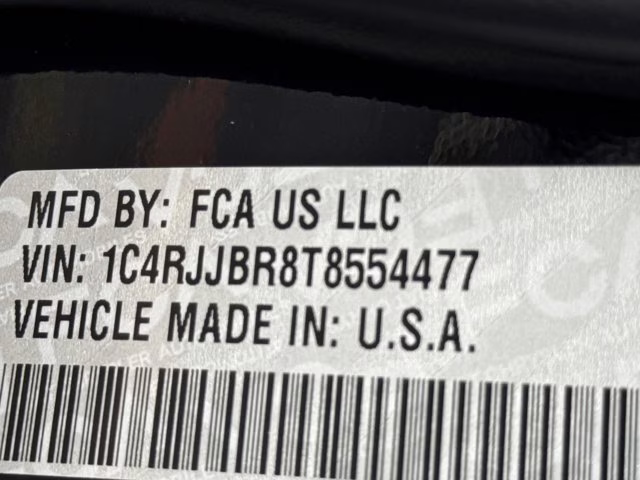 MFD BY: FCA US LLC
VIN: 1C4RJJBR8T8554477
VEHICLE MADE IN: U.S.A.